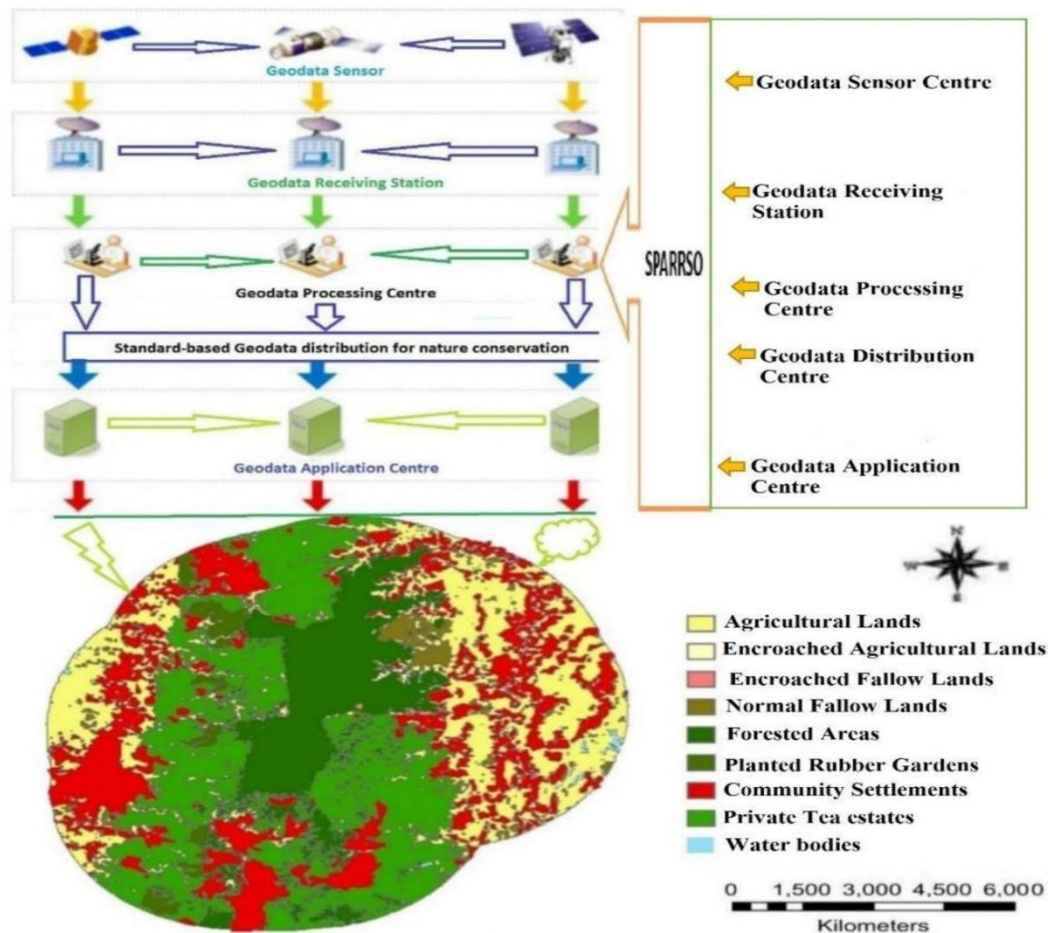 Geodata Sensor
Geodata Receiving Station
Geodata Processing Centre
Standard-based Geodata distribution for nature conservation
Geodata Application Centre
SPARRSO
Geodata Sensor Centre
Geodata Receiving
Station
Geodata Processing
Centre
Geodata Distribution
Centre
Geodata Application
Centre
N
W
E
S
Agricultural Lands
Encroached Agricultural Lands
Encroached Fallow Lands
Normal Fallow Lands
Forested Areas
Planted Rubber Gardens
Community Settlements
Private Tea estates
Water bodies
0 1,500 3,000 4,500 6,000
Kilometers